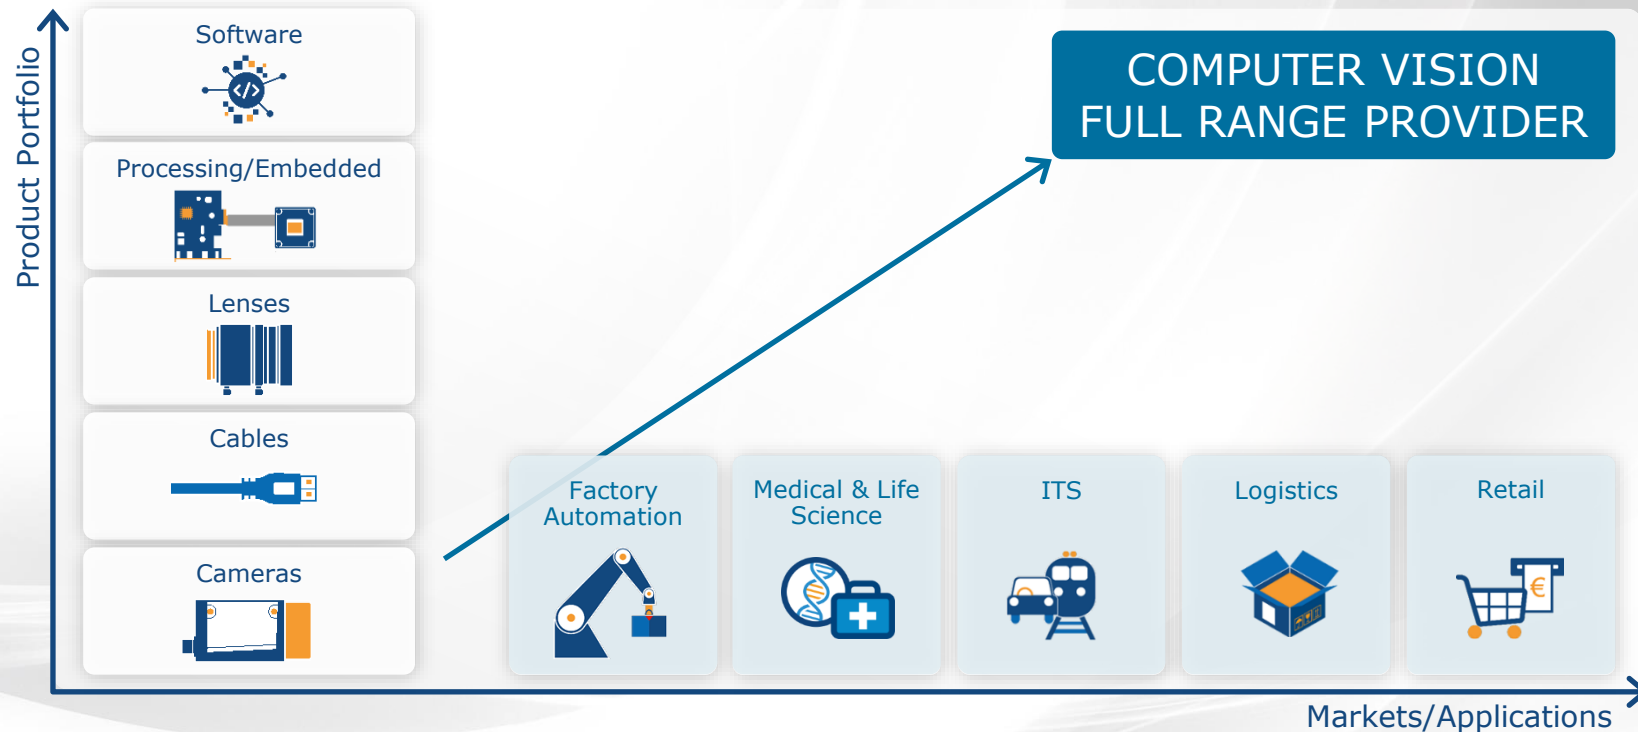 Product Portfolio
Software
</>
Processing/Embedded
Lenses
Cables
Cameras
COMPUTER VISION
FULL RANGE PROVIDER
Factory
Automation
Medical & Life
Science
ITS
Logistics
Retail
€
Markets/Applications